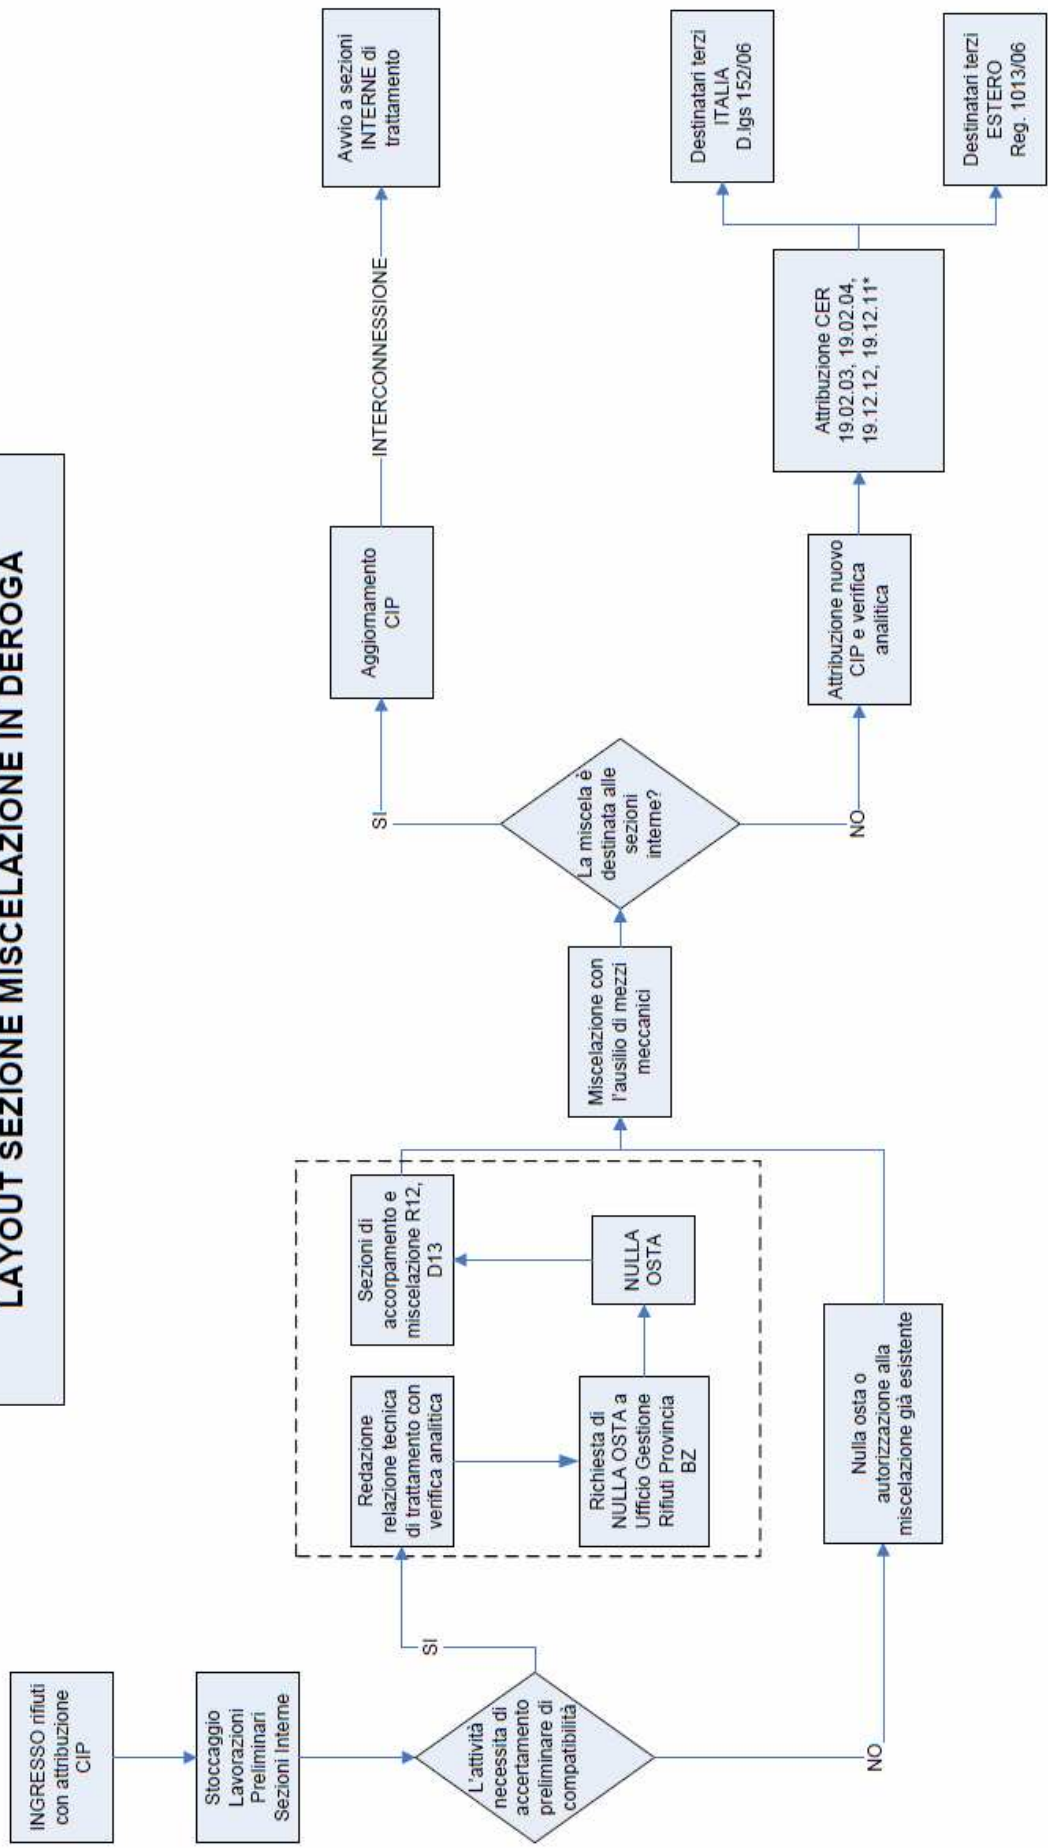 LAYOUT SEZIONE MISCELAZIONE IN DEROGA
INGRESSO rifiuti
con attribuzione
CIP
Stoccaggio
Lavorazioni
Preliminari
Sezioni Interne
L'attività
necessita di
accertamento
preliminare di
compatibilità
SI
NO
Redazione
relazione tecnica
di trattamento con
verifica analitica
Richiesta di
NULLA OSTA a
Ufficio Gestione
Rifiuti Provincia
BZ
NULLA
OSTA
Sezioni di
accorpamento e
miscelazione R12,
D13
Nulla osta o
autorizzazione alla
miscelazione già esistente
Miscelazione con
l'ausilio di mezzi
meccanici
La miscela è
destinata alle
sezioni
interne?
SI
NO
Aggiornamento
CIP
INTERCONNESSIONE
Avvio a sezioni
INTERNE di
trattamento
Attribuzione nuovo
CIP e verifica
analitica
Attribuzione CER
19.02.03, 19.02.04,
19.12.12, 19.12.11*
Destinatari terzi
ITALIA
D.lgs 152/06
Destinatari terzi
ESTERO
Reg. 1013/06